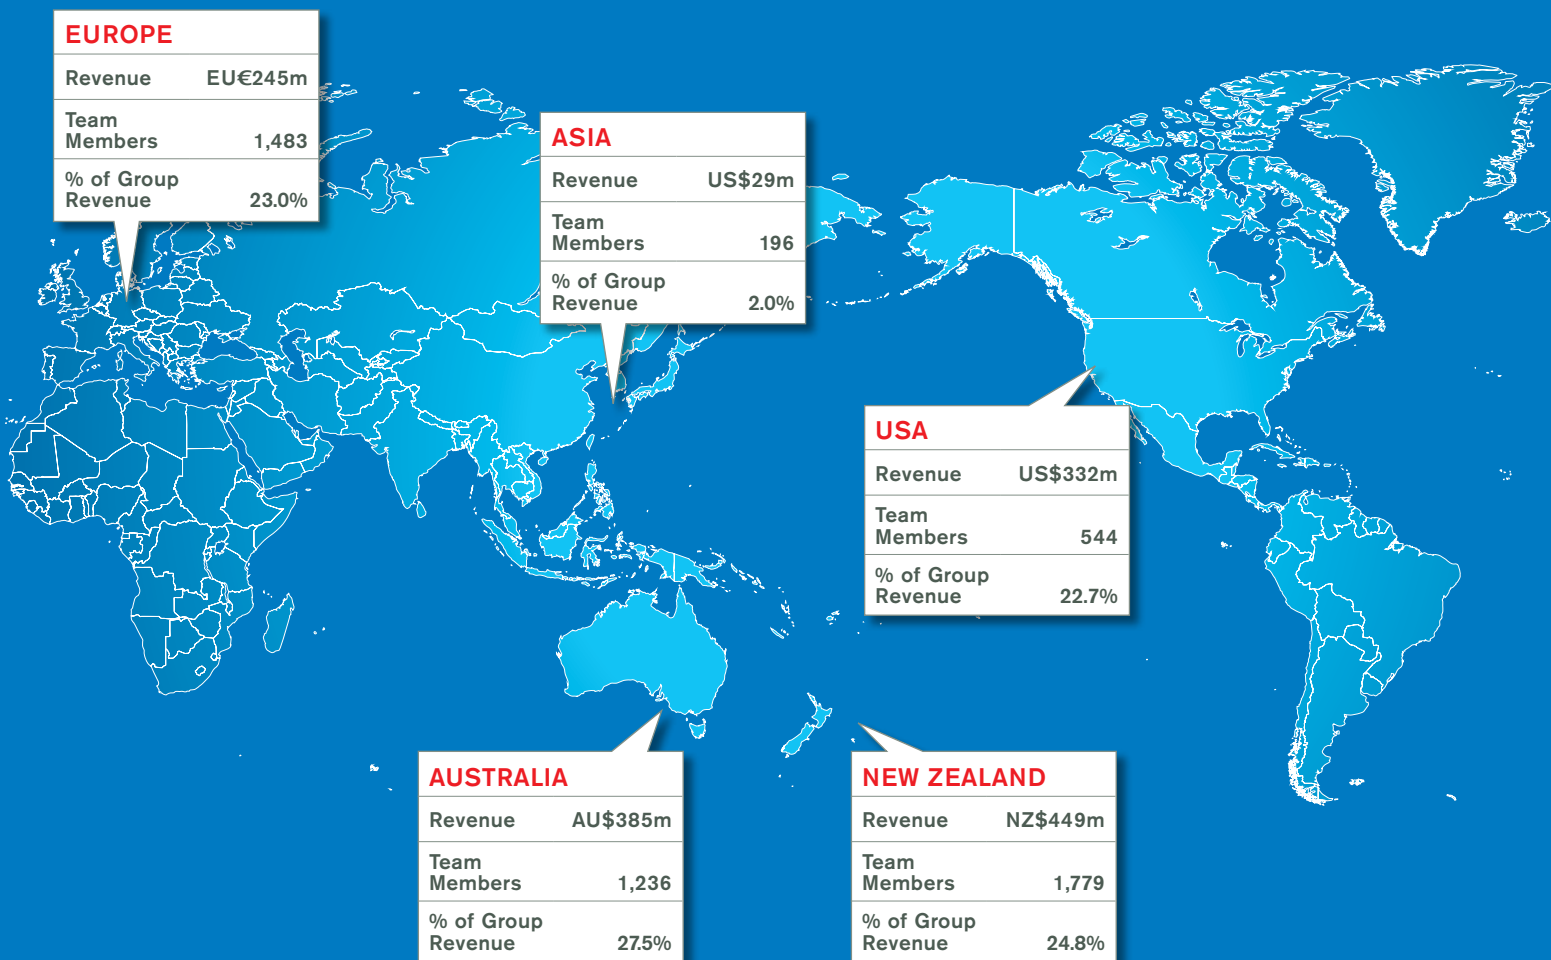 EUROPE
Revenue EU€245m
Team
Members 1,483
% of Group
Revenue 23.0%
ASIA
Revenue US$29m
Team
Members 196
% of Group
Revenue 2.0%
USA
Revenue US$332m
Team
Members 544
% of Group
Revenue 22.7%
AUSTRALIA
Revenue AU$385m
Team
Members 1,236
% of Group
Revenue 27.5%
NEW ZEALAND
Revenue NZ$449m
Team
Members 1,779
% of Group
Revenue 24.8%